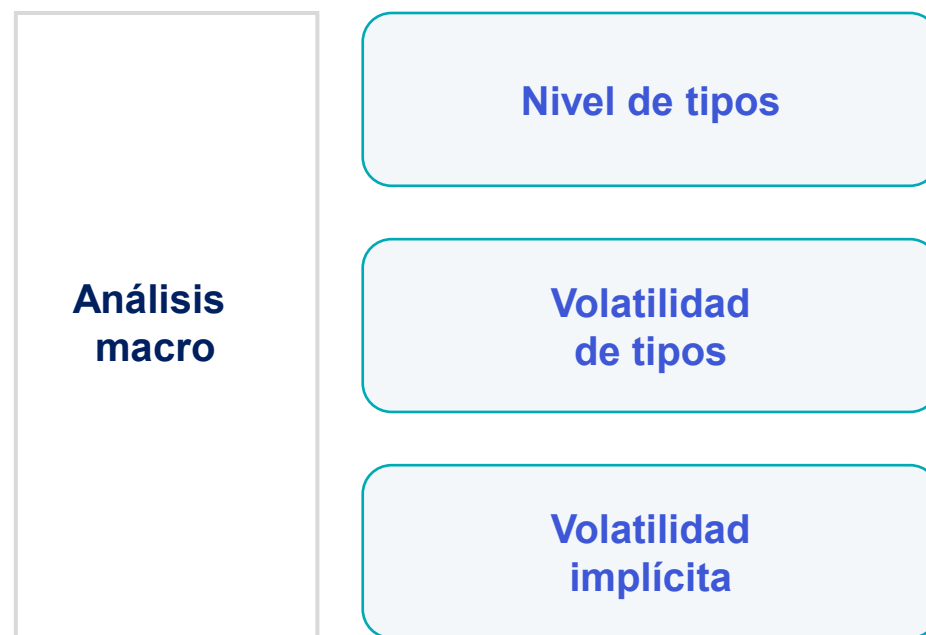 Nivel de tipos
Análisis
macro
Volatilidad
de tipos
Volatilidad
implícita